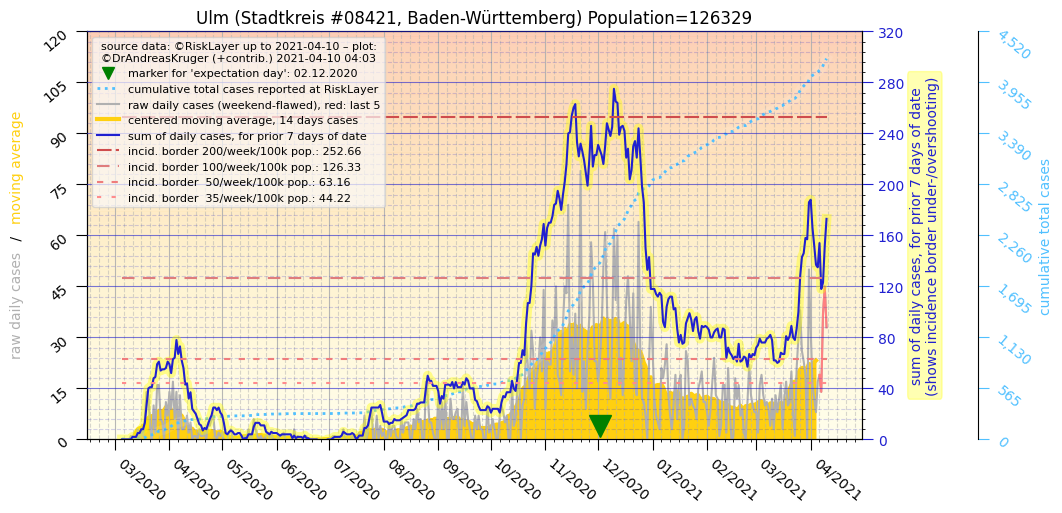 Ulm (Stadtkreis #08421, Baden-Württemberg) Population=126329
source data: ©RiskLayer up to 2021-04-10 – plot:
©DrAndreasKruger (+contrib.) 2021-04-10 04:03
marker for 'expectation day': 02.12.2020
cumulative total cases reported at RiskLayer
raw daily cases (weekend-flawed), red: last 5
centered moving average, 14 days cases
sum of daily cases, for prior 7 days of date
incid. border 200/week/100k pop.: 252.66
incid. border 100/week/100k pop.: 126.33
incid. border  50/week/100k pop.: 63.16
incid. border  35/week/100k pop.: 44.22
raw daily cases / moving average
120
105
90
75
60
45
30
15
0
03/2020
04/2020
05/2020
06/2020
07/2020
08/2020
09/2020
10/2020
11/2020
12/2020
01/2021
02/2021
03/2021
04/2021
320
280
240
200
160
120
80
40
0
sum of daily cases, for prior 7 days of date
(shows incidence border under-/overshooting)
4,520
3,955
3,390
2,825
2,260
1,695
1,130
565
0
cumulative total cases